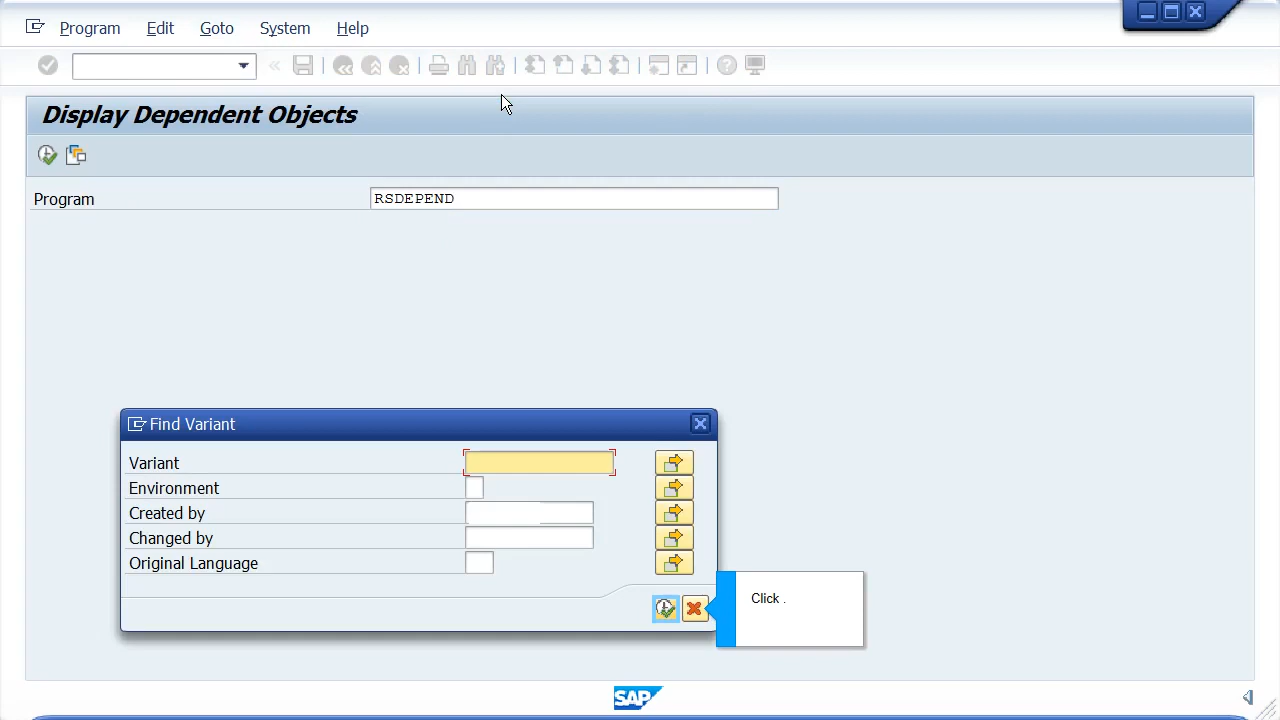 Program Edit Goto System Help
Display Dependent Objects
Program RSDEPEND
Find Variant
Variant
Environment
Created by
Changed by
Original Language
Click .
SAP